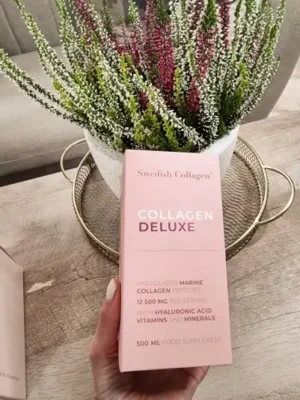 Swedish Collagen®
COLLAGEN
DELUXE
HYDROLYZED MARINE
COLLAGEN PEPTIDES
12 500 MG PER SERVING
WITH HYALURONIC ACID
VITAMINS AND MINERALS
500 ML FOOD SUPPLEMENT